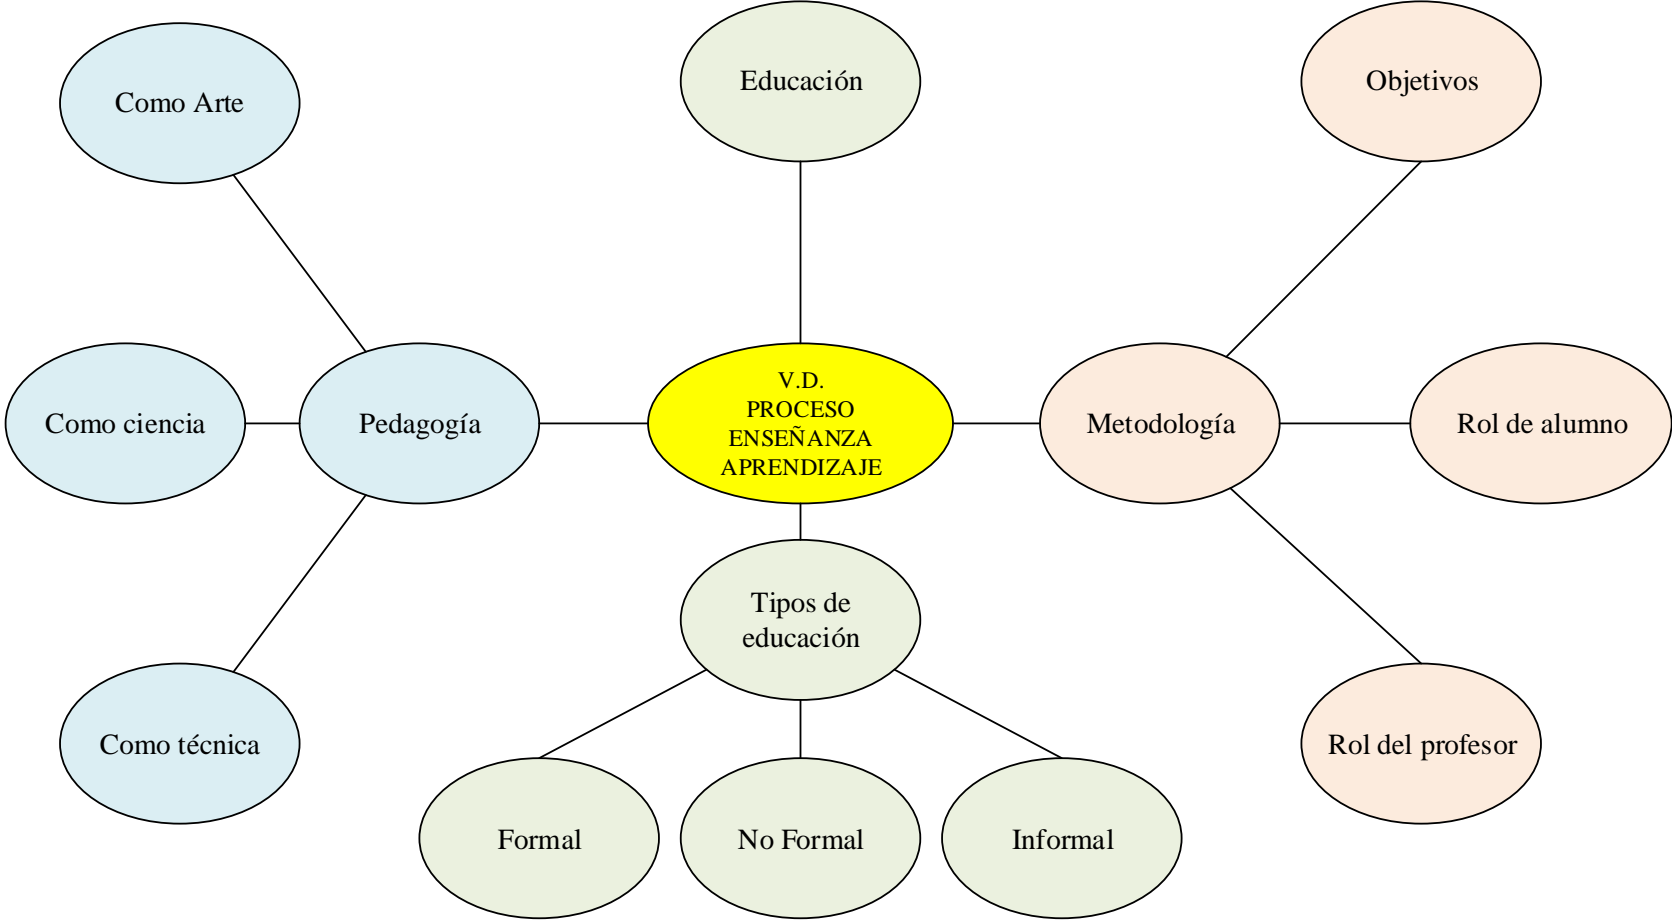 Educación
Objetivos
Como Arte
V.D.
PROCESO
ENSEÑANZA
APRENDIZAJE
Como ciencia
Pedagogía
Metodología
Rol de alumno
Tipos de
educación
Como técnica
Rol del profesor
Formal
No Formal
Informal